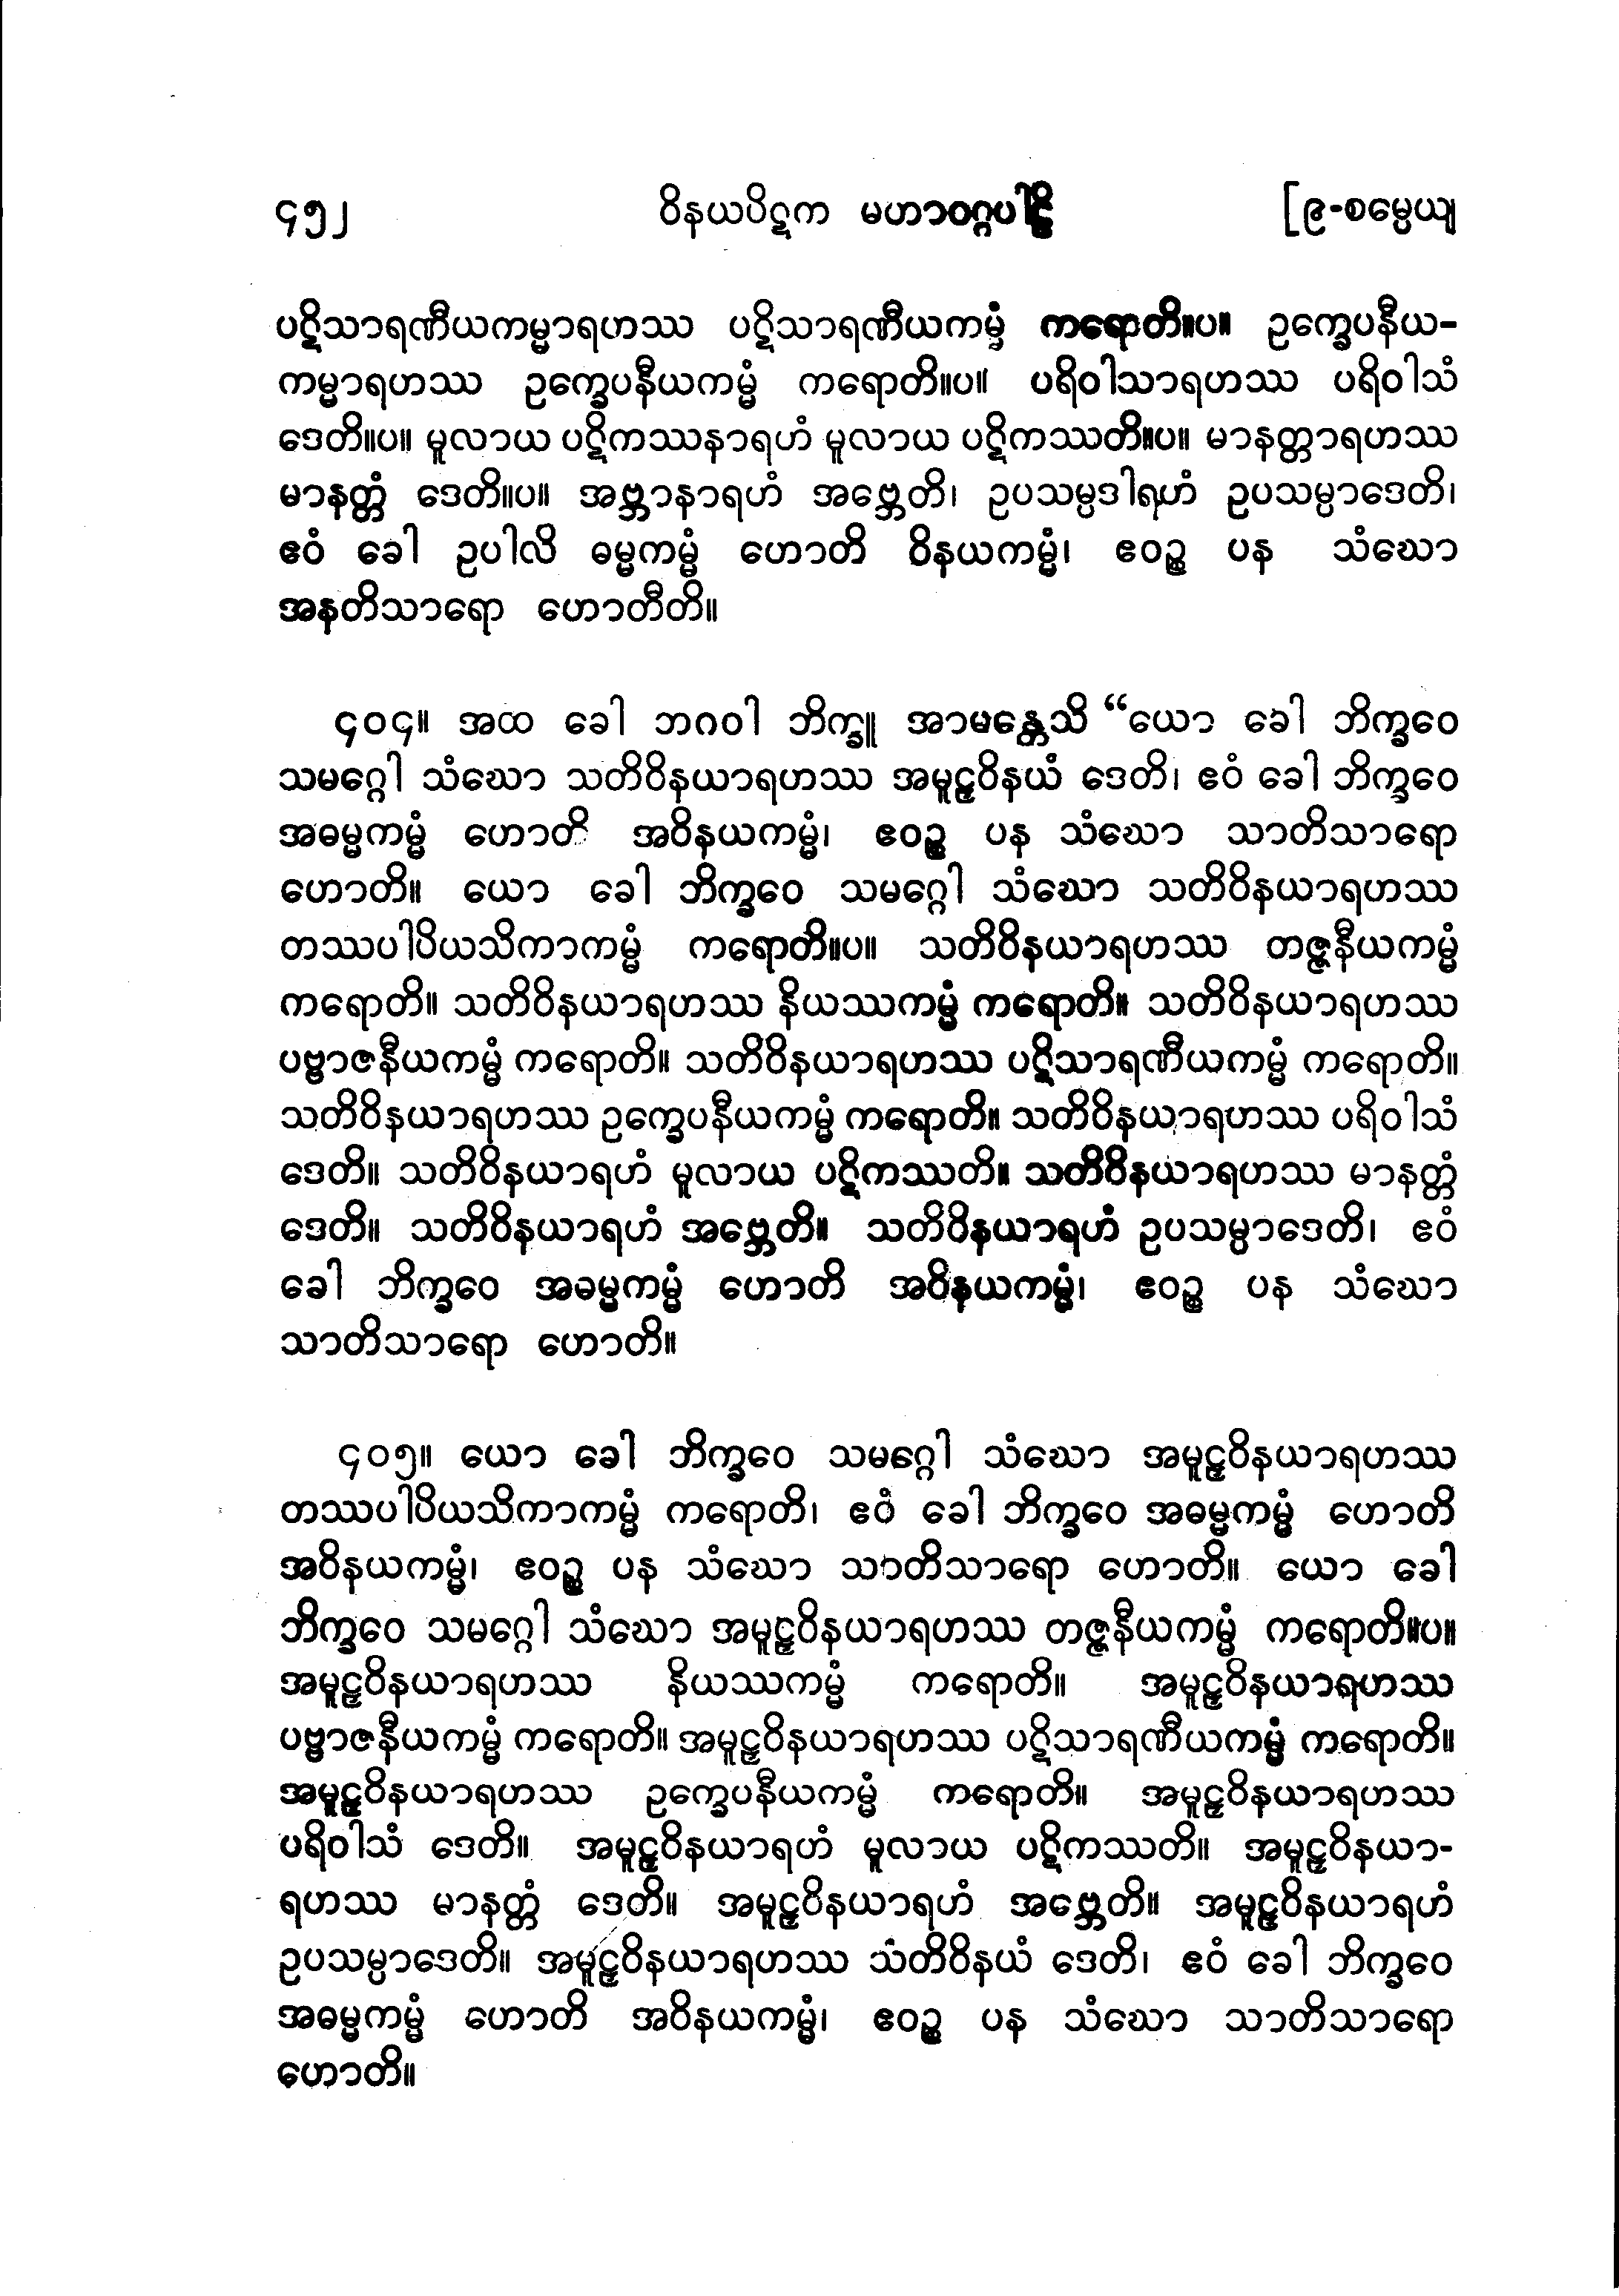 ၄၅၂ ဝိနယပိဋက မဟာဝဂ္ဂပါဠိ [၉-စမ္ပေယျ
ပဋိသာရဏီယကမ္မာရဟဿ ပဋိသာရဏီယကမ္မံ ကရောတိ။ပ။ ဥက္ခေပနီယ-
ကမ္မာရဟဿ ဥက္ခေပနီယကမ္မံ ကရောတိ။ပ။ ပရိဝါသာရဟဿ ပရိဝါသံ
ဒေတိ။ပ။ မူလာယ ပဋိကဿနာရဟံ မူလာယ ပဋိကဿတိ။ပ။ မာနတ္တာရဟဿ
မာနတ္တံ ဒေတိ။ပ။ အဗ္ဘာနာရဟံ အဗ္ဘေတိ၊ ဥပသမ္ပဒါရဟံ ဥပသမ္ပာဒေတိ၊
ဧဝံ ခေါ ဥပါလိ ဓမ္မကမ္မံ ဟောတိ ဝိနယကမ္မံ၊ ဧဝဉ္စ ပန သံဃော
အနတိသာရော ဟောတီတိ။
၄၀၄။ အထ ခေါ ဘဂဝါ ဘိက္ခူ အာမန္တေသိ “ယော ခေါ ဘိက္ခဝေ
သမဂ္ဂေါ သံဃော သတိဝိနယာရဟဿ အမူဠှဝိနယံ ဒေတိ၊ ဧဝံ ခေါ ဘိက္ခဝေ
အဓမ္မကမ္မံ ဟောတိ အဝိနယကမ္မံ၊ ဧဝဉ္စ ပန သံဃော သာတိသာရော
ဟောတိ။ ယော ခေါ ဘိက္ခဝေ သမဂ္ဂေါ သံဃော သတိဝိနယာရဟဿ
တဿပါပိယသိကာကမ္မံ ကရောတိ။ပ။ သတိဝိနယာရဟဿ တဇ္ဇနီယကမ္မံ
ကရောတိ။ သတိဝိနယာရဟဿ နိယဿကမ္မံ ကရောတိ။ သတိဝိနယာရဟဿ
ပဗ္ဗာဇနီယကမ္မံ ကရောတိ။ သတိဝိနယာရဟဿ ပဋိသာရဏီယကမ္မံ ကရောတိ။
သတိဝိနယာရဟဿ ဥက္ခေပနီယကမ္မံ ကရောတိ။ သတိဝိနယာရဟဿ ပရိဝါသံ
ဒေတိ။ သတိဝိနယာရဟံ မူလာယ ပဋိကဿတိ။ သတိဝိနယာရဟဿ မာနတ္တံ
ဒေတိ။ သတိဝိနယာရဟံ အဗ္ဘေတိ။ သတိဝိနယာရဟံ ဥပသမ္ပာဒေတိ၊ ဧဝံ
ခေါ ဘိက္ခဝေ အဓမ္မကမ္မံ ဟောတိ အဝိနယကမ္မံ၊ ဧဝဉ္စ ပန သံဃော
သာတိသာရော ဟောတိ။
၄၀၅။ ယော ခေါ ဘိက္ခဝေ သမဂ္ဂေါ သံဃော အမူဠှဝိနယာရဟဿ
တဿပါပိယသိကာကမ္မံ ကရောတိ၊ ဧဝံ ခေါ ဘိက္ခဝေ အဓမ္မကမ္မံ ဟောတိ
အဝိနယကမ္မံ၊ ဧဝဉ္စ ပန သံဃော သာတိသာရော ဟောတိ။ ယော ခေါ
ဘိက္ခဝေ သမဂ္ဂေါ သံဃော အမူဠှဝိနယာရဟဿ တဇ္ဇနီယကမ္မံ ကရောတိ။ပ။
အမူဠှဝိနယာရဟဿ နိယဿကမ္မံ ကရောတိ။ အမူဠှဝိနယာရဟဿ
ပဗ္ဗာဇနီယကမ္မံ ကရောတိ။ အမူဠှဝိနယာရဟဿ ပဋိသာရဏီယကမ္မံ ကရောတိ။
အမူဠှဝိနယာရဟဿ ဥက္ခေပနီယကမ္မံ ကရောတိ။ အမူဠှဝိနယာရဟဿ
ပရိဝါသံ ဒေတိ။ အမူဠှဝိနယာရဟံ မူလာယ ပဋိကဿတိ။ အမူဠှဝိနယာ-
ရဟဿ မာနတ္တံ ဒေတိ။ အမူဠှဝိနယာရဟံ အဗ္ဘေတိ။ အမူဠှဝိနယာရဟံ
ဥပသမ္ပာဒေတိ။ အမူဠှဝိနယာရဟဿ သတိဝိနယံ ဒေတိ၊ ဧဝံ ခေါ ဘိက္ခဝေ
အဓမ္မကမ္မံ ဟောတိ အဝိနယကမ္မံ၊ ဧဝဉ္စ ပန သံဃော သာတိသာရော
ဟောတိ။